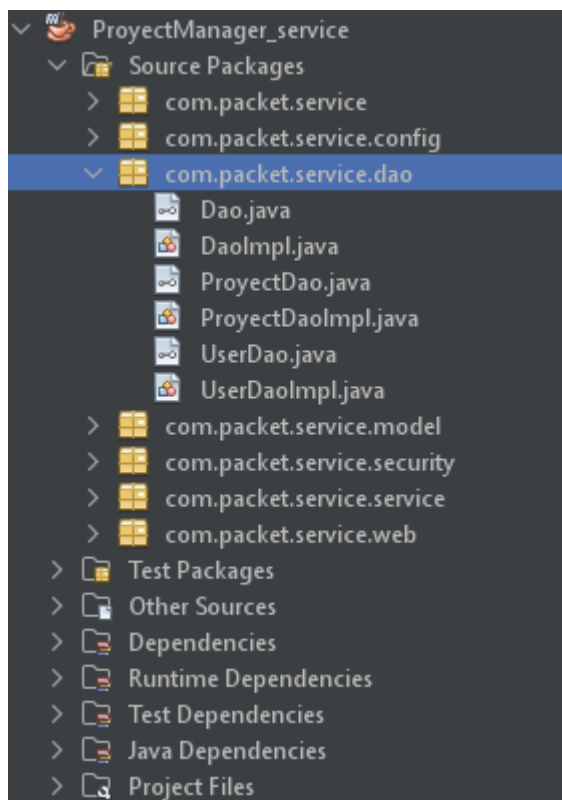 ProyectManager_service
Source Packages
com.packet.service
com.packet.service.config
com.packet.service.dao
Dao.java
DaoImpl.java
ProyectDao.java
ProyectDaoImpl.java
UserDao.java
UserDaoImpl.java
com.packet.service.model
com.packet.service.security
com.packet.service.service
com.packet.service.web
Test Packages
Other Sources
Dependencies
Runtime Dependencies
Test Dependencies
Java Dependencies
Project Files